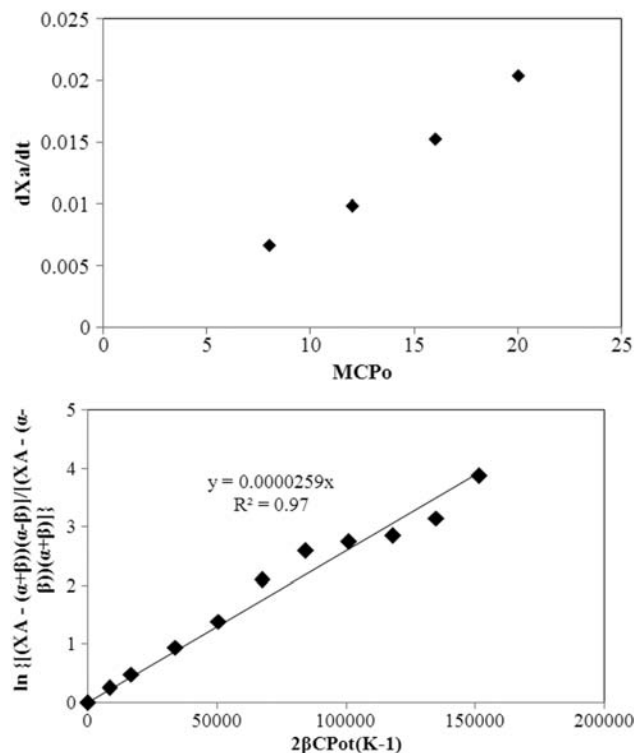 0.025
0.02
0.015
0.01
0.005
0
dXa/dt
0 5 10 15 20 25
MCPo
5
4
3
2
1
0
ln {[(XA - (α+β))(α-β)]/[(XA - (α-
β))(α+β)]}
y = 0.0000259x
R² = 0.97
0 50000 100000 150000 200000
2βCPot(K-1)